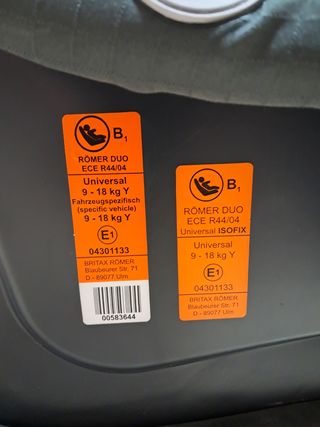 B1
RÖMER DUO
ECE R44/04
Universal
9 - 18 kg Y
Fahrzeugspezifisch
(specific vehicle)
9 - 18 kg Y
E1
04301133
BRITAX RÖMER
Blaubeurer Str. 71
D - 89077 Ulm
00583644
B1
RÖMER DUO
ECE R44/04
Universal ISOFIX
Universal
9 - 18 kg Y
E1
04301133
BRITAX RÖMER
Blaubeurer Str. 71
D - 89077 Ulm